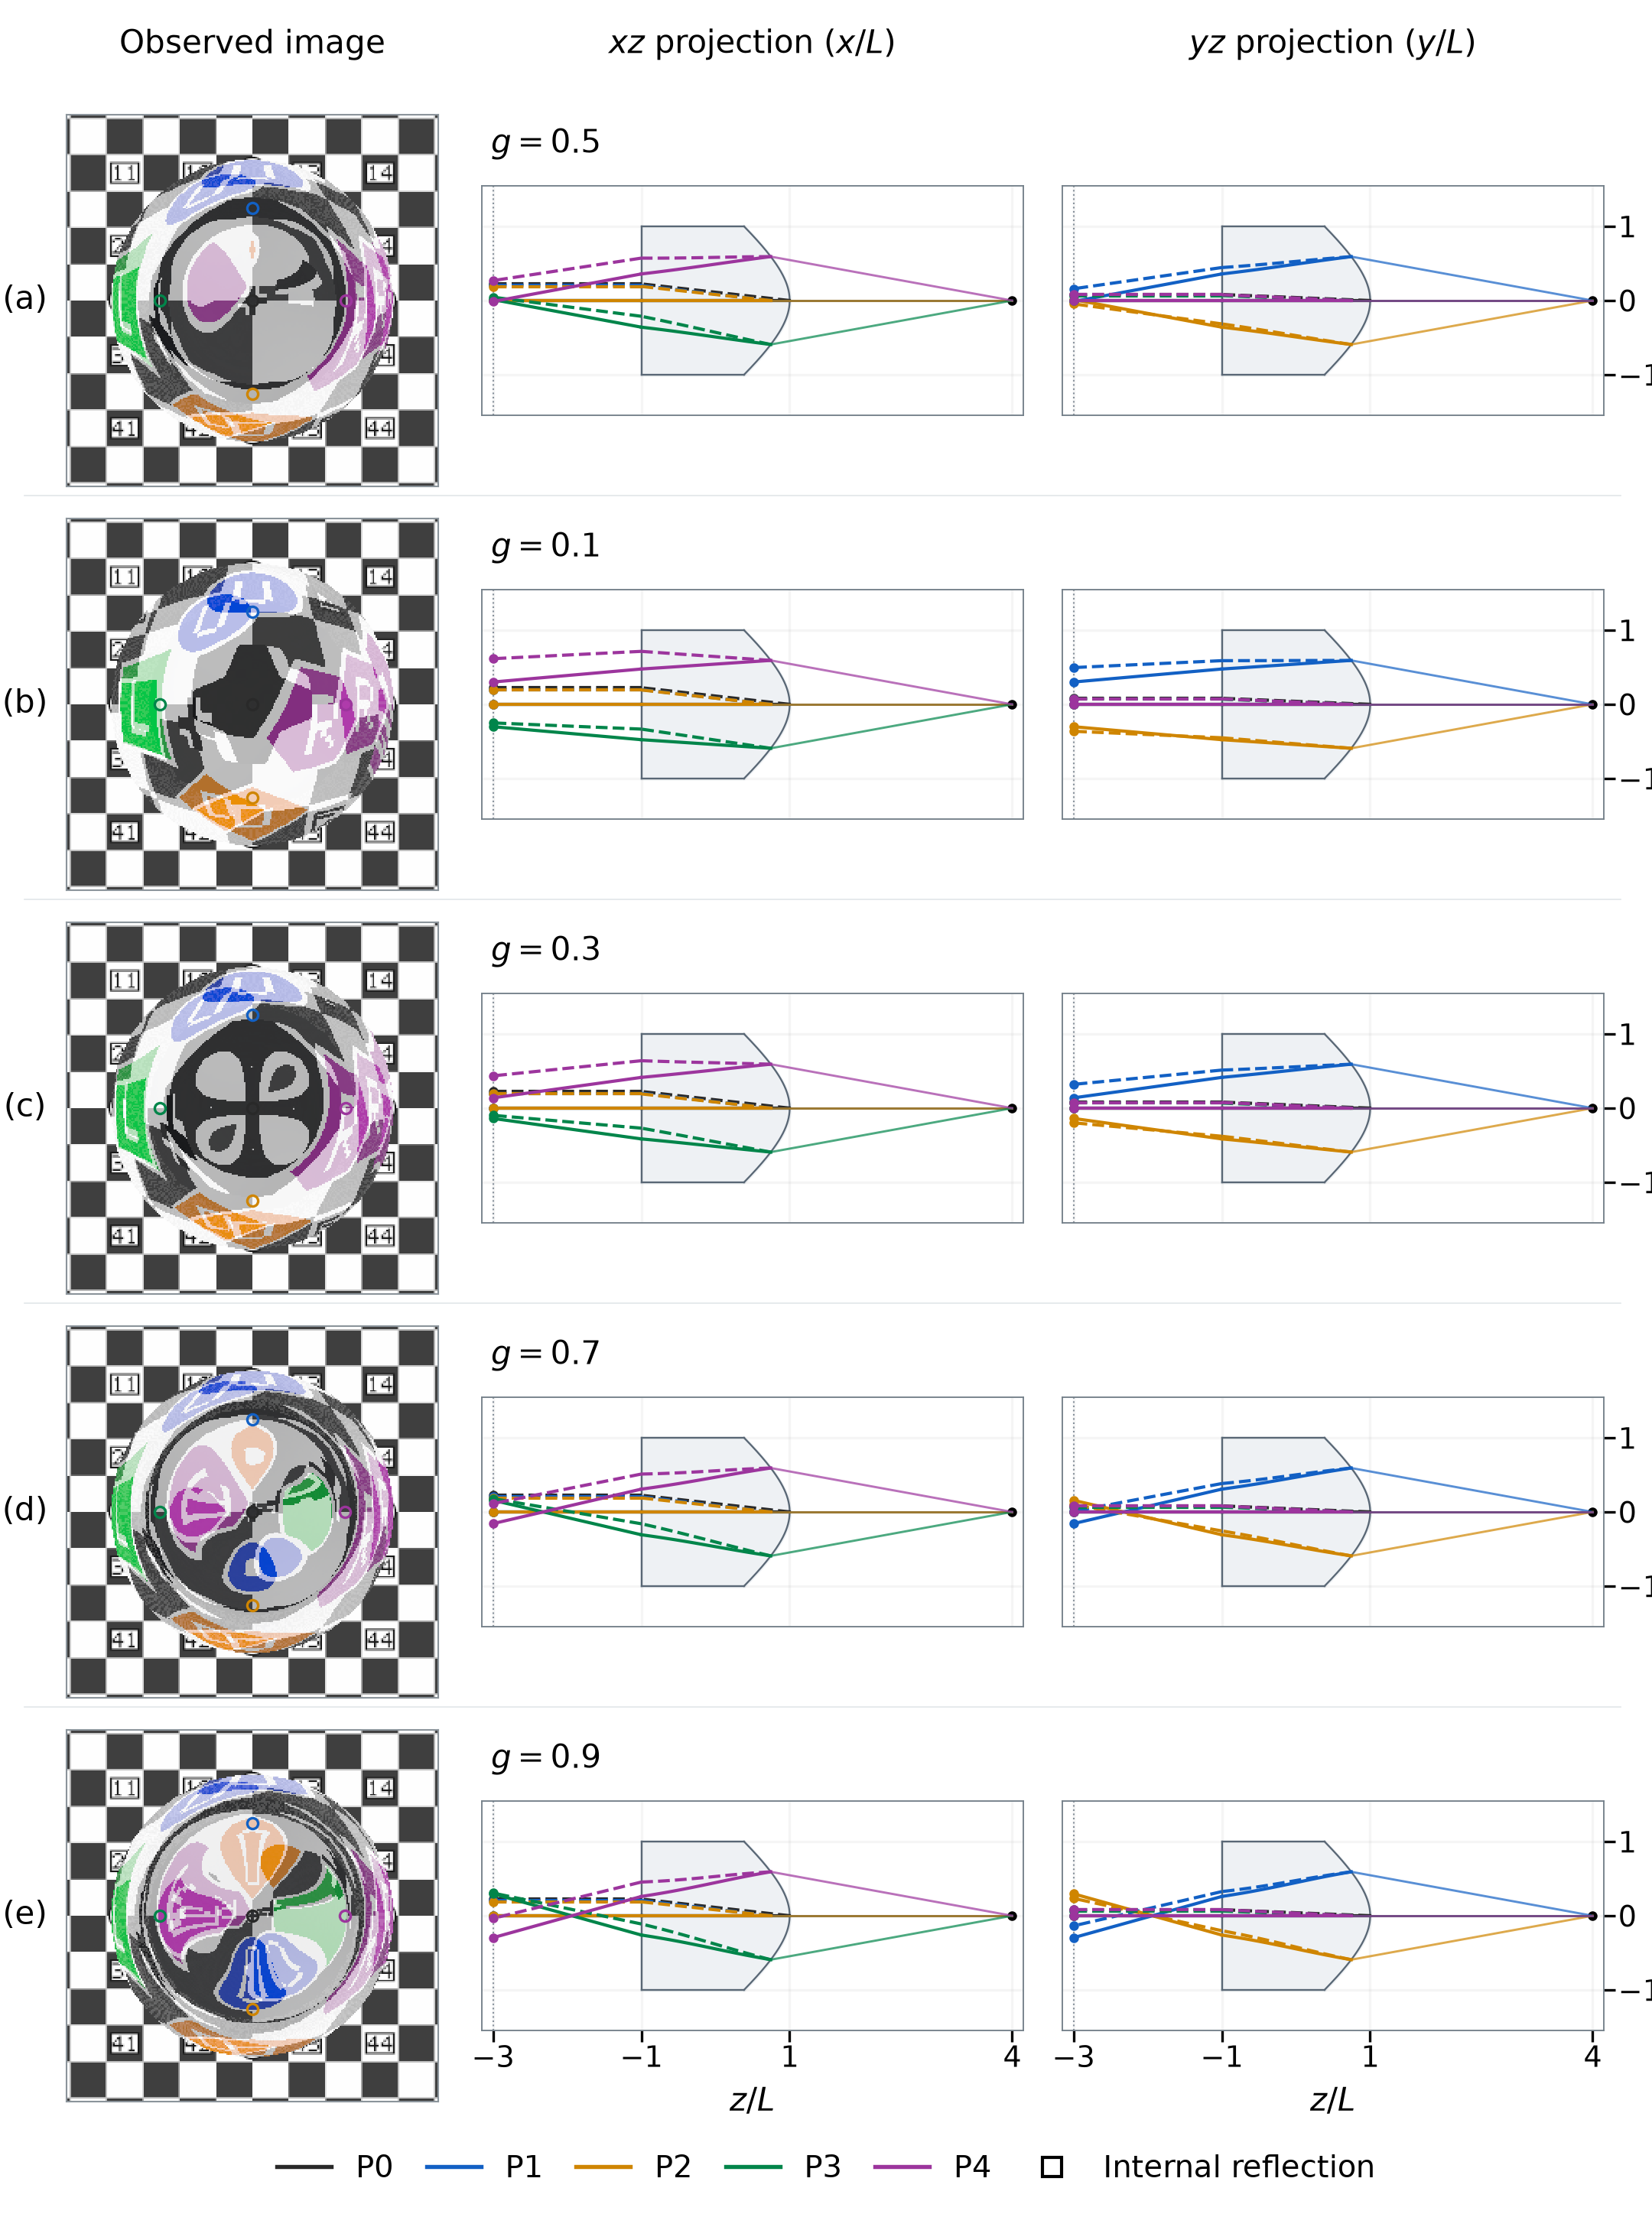 Observed image
xz projection (x/L)
yz projection (y/L)
(a)
g = 0.5
11
14
41
44
1
0
−1
(b)
g = 0.1
11
14
41
44
1
0
−1
(c)
g = 0.3
11
14
41
44
1
0
−1
(d)
g = 0.7
11
14
41
44
1
0
−1
(e)
g = 0.9
11
14
41
44
1
0
−1
−3 −1 1 4
−3 −1 1 4
z/L
z/L
P0 P1 P2 P3 P4 Internal reflection